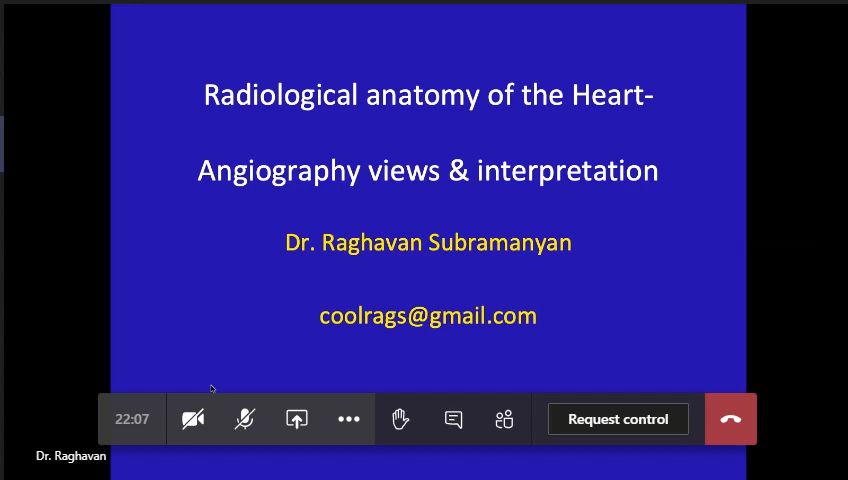 Radiological anatomy of the Heart-
Angiography views & interpretation
Dr. Raghavan Subramanyan
coolrags@gmail.com
22:07
Request control
Dr. Raghavan